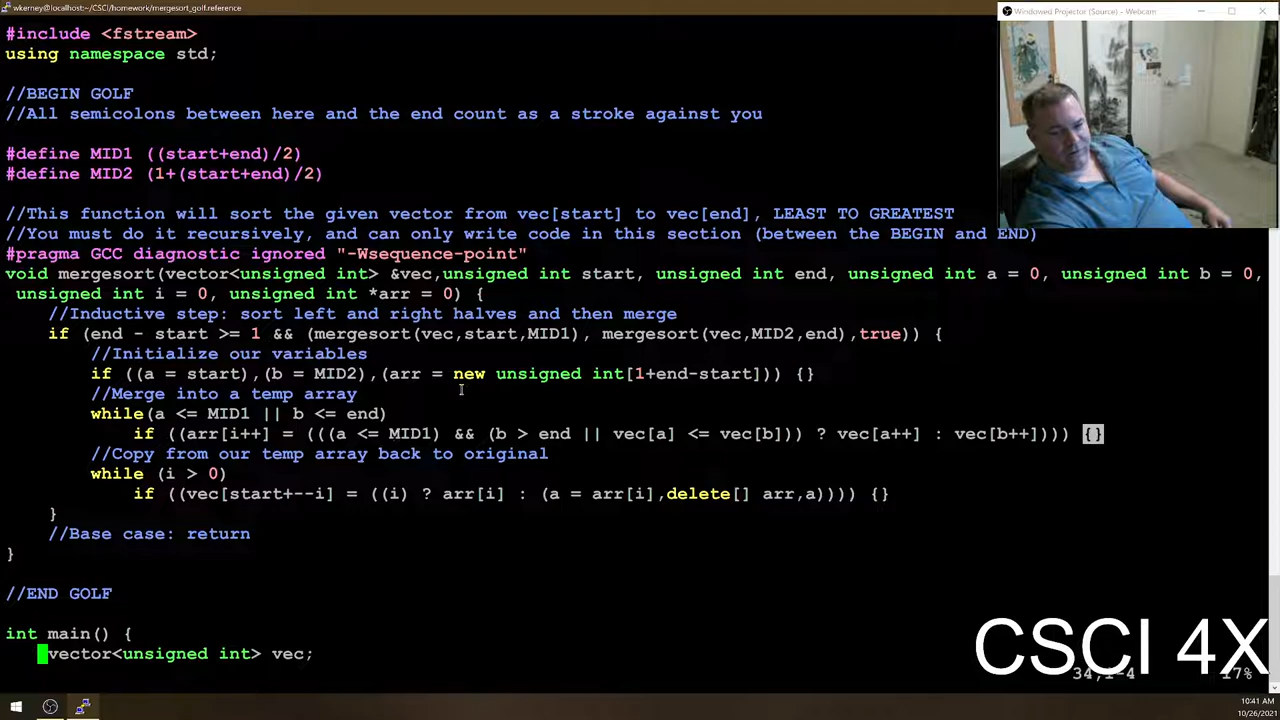 wkerney@localhost:~/CSCI/homework/mergesort_golf.reference
Windowed Projector (Source) - Webcam
#include <fstream>
using namespace std;
//BEGIN GOLF
//All semicolons between here and the end count as a stroke against you
#define MID1 ((start+end)/2)
#define MID2 (1+(start+end)/2)
//This function will sort the given vector from vec[start] to vec[end], LEAST TO GREATEST
//You must do it recursively, and can only write code in this section (between the BEGIN and END)
#pragma GCC diagnostic ignored "-Wsequence-point"
void mergesort(vector<unsigned int> &vec,unsigned int start, unsigned int end, unsigned int a = 0, unsigned int b = 0,
unsigned int i = 0, unsigned int *arr = 0) {
//Inductive step: sort left and right halves and then merge
if (end - start >= 1 && (mergesort(vec,start,MID1), mergesort(vec,MID2,end),true)) {
//Initialize our variables
if ((a = start),(b = MID2),(arr = new unsigned int[1+end-start])) {}
//Merge into a temp array
while(a <= MID1 || b <= end)
if ((arr[i++] = (((a <= MID1) && (b > end || vec[a] <= vec[b])) ? vec[a++] : vec[b++]))) {}
//Copy from our temp array back to original
while (i > 0)
if ((vec[start+--i] = ((i) ? arr[i] : (a = arr[i],delete[] arr,a)))) {}
}
//Base case: return
}
//END GOLF
int main() {
vector<unsigned int> vec;
CSCI 4X
34,1-4
17%
10:41 AM
10/26/2021